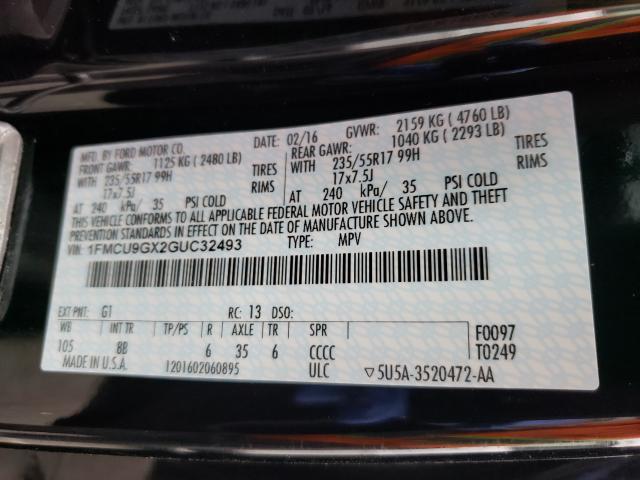 MFD. BY FORD MOTOR CO. DATE: 02/16 GVWR: 2159 KG ( 4760 LB)
FRONT GAWR: 1125 KG ( 2480 LB) REAR GAWR: 1040 KG ( 2293 LB)
WITH 235/55R17 99H TIRES WITH 235/55R17 99H TIRES
17x7.5J RIMS 17x7.5J RIMS
AT 240 kPa/ 35 PSI COLD AT 240 kPa/ 35 PSI COLD
THIS VEHICLE CONFORMS TO ALL APPLICABLE FEDERAL MOTOR VEHICLE SAFETY AND THEFT
PREVENTION STANDARDS IN EFFECT ON THE DATE OF MANUFACTURE SHOWN ABOVE.
VIN: 1FMCU9GX2GUC32493 TYPE: MPV
EXT PNT: G1 RC: 13 DSO: F0097
WB INT TR TP/PS R AXLE TR SPR T0249
105 8B 6 35 6 CCCC
MADE IN U.S.A. 1201602060895 ULC ▽5U5A-3520472-AA